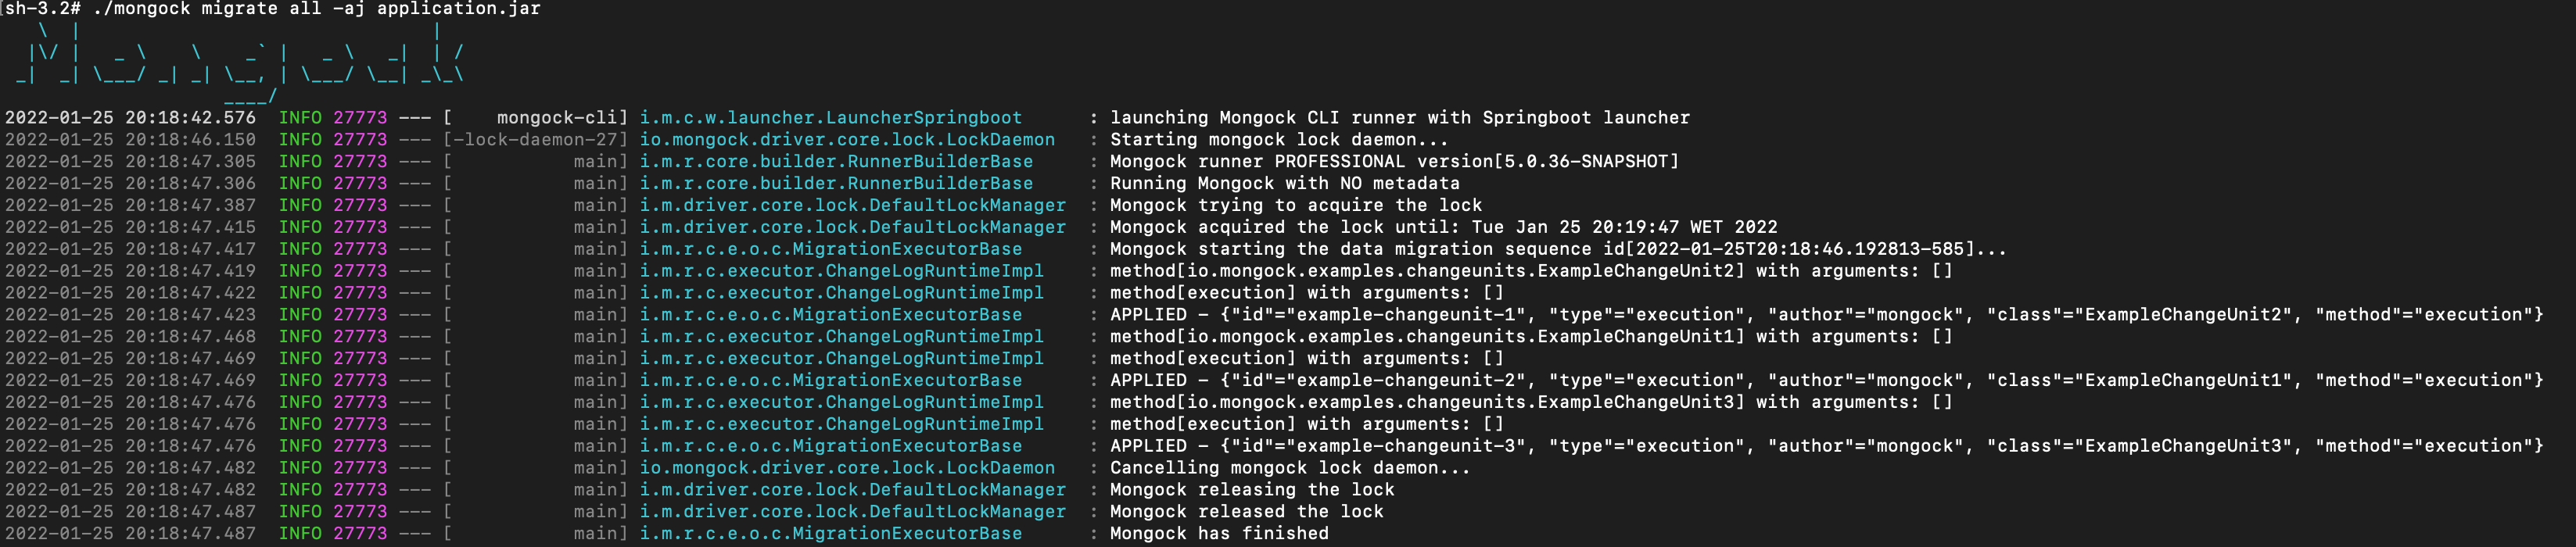 [sh-3.2# ./mongock migrate all -aj application.jar
Mongock
2022-01-25 20:18:42.576  INFO 27773 --- [    mongock-cli] i.m.c.w.launcher.LauncherSpringboot      : launching Mongock CLI runner with Springboot launcher
2022-01-25 20:18:46.150  INFO 27773 --- [-lock-daemon-27] io.mongock.driver.core.lock.LockDaemon   : Starting mongock lock daemon...
2022-01-25 20:18:47.305  INFO 27773 --- [           main] i.m.r.core.builder.RunnerBuilderBase     : Mongock runner PROFESSIONAL version[5.0.36-SNAPSHOT]
2022-01-25 20:18:47.306  INFO 27773 --- [           main] i.m.r.core.builder.RunnerBuilderBase     : Running Mongock with NO metadata
2022-01-25 20:18:47.387  INFO 27773 --- [           main] i.m.driver.core.lock.DefaultLockManager  : Mongock trying to acquire the lock
2022-01-25 20:18:47.415  INFO 27773 --- [           main] i.m.driver.core.lock.DefaultLockManager  : Mongock acquired the lock until: Tue Jan 25 20:19:47 WET 2022
2022-01-25 20:18:47.417  INFO 27773 --- [           main] i.m.r.c.e.o.c.MigrationExecutorBase      : Mongock starting the data migration sequence id[2022-01-25T20:18:46.192813-585]...
2022-01-25 20:18:47.419  INFO 27773 --- [           main] i.m.r.c.executor.ChangeLogRuntimeImpl    : method[io.mongock.examples.changeunits.ExampleChangeUnit2] with arguments: []
2022-01-25 20:18:47.422  INFO 27773 --- [           main] i.m.r.c.executor.ChangeLogRuntimeImpl    : method[execution] with arguments: []
2022-01-25 20:18:47.423  INFO 27773 --- [           main] i.m.r.c.e.o.c.MigrationExecutorBase      : APPLIED - {"id"="example-changeunit-1", "type"="execution", "author"="mongock", "class"="ExampleChangeUnit2", "method"="execution"}
2022-01-25 20:18:47.468  INFO 27773 --- [           main] i.m.r.c.executor.ChangeLogRuntimeImpl    : method[io.mongock.examples.changeunits.ExampleChangeUnit1] with arguments: []
2022-01-25 20:18:47.469  INFO 27773 --- [           main] i.m.r.c.executor.ChangeLogRuntimeImpl    : method[execution] with arguments: []
2022-01-25 20:18:47.469  INFO 27773 --- [           main] i.m.r.c.e.o.c.MigrationExecutorBase      : APPLIED - {"id"="example-changeunit-2", "type"="execution", "author"="mongock", "class"="ExampleChangeUnit1", "method"="execution"}
2022-01-25 20:18:47.476  INFO 27773 --- [           main] i.m.r.c.executor.ChangeLogRuntimeImpl    : method[io.mongock.examples.changeunits.ExampleChangeUnit3] with arguments: []
2022-01-25 20:18:47.476  INFO 27773 --- [           main] i.m.r.c.executor.ChangeLogRuntimeImpl    : method[execution] with arguments: []
2022-01-25 20:18:47.476  INFO 27773 --- [           main] i.m.r.c.e.o.c.MigrationExecutorBase      : APPLIED - {"id"="example-changeunit-3", "type"="execution", "author"="mongock", "class"="ExampleChangeUnit3", "method"="execution"}
2022-01-25 20:18:47.482  INFO 27773 --- [           main] io.mongock.driver.core.lock.LockDaemon   : Cancelling mongock lock daemon...
2022-01-25 20:18:47.482  INFO 27773 --- [           main] i.m.driver.core.lock.DefaultLockManager  : Mongock releasing the lock
2022-01-25 20:18:47.487  INFO 27773 --- [           main] i.m.driver.core.lock.DefaultLockManager  : Mongock released the lock
2022-01-25 20:18:47.487  INFO 27773 --- [           main] i.m.r.c.e.o.c.MigrationExecutorBase      : Mongock has finished